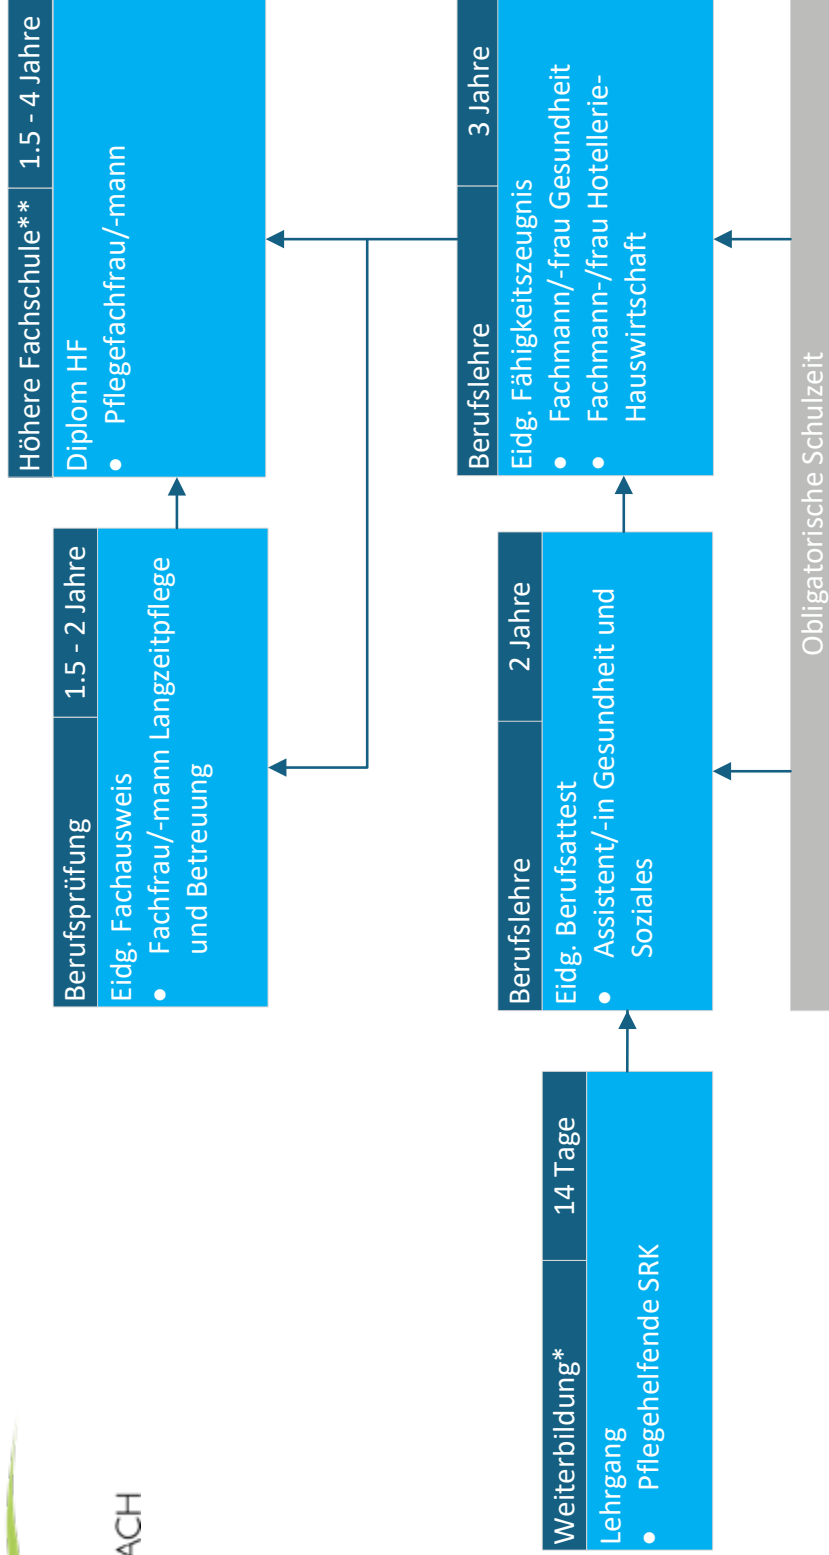 ACH
Berufsprüfung
1.5 - 2 Jahre
Eidg. Fachausweis
● Fachfrau/-mann Langzeitpflege
und Betreuung
Höhere Fachschule**
1.5 - 4 Jahre
Diplom HF
● Pflegefachfrau/-mann
Weiterbildung*
14 Tage
Lehrgang
● Pflegehelfende SRK
Berufslehre
2 Jahre
Eidg. Berufsattest
● Assistent/-in Gesundheit und
Soziales
Berufslehre
3 Jahre
Eidg. Fähigkeitszeugnis
● Fachmann/-frau Gesundheit
● Fachmann-/frau Hotellerie-
Hauswirtschaft
Obligatorische Schulzeit